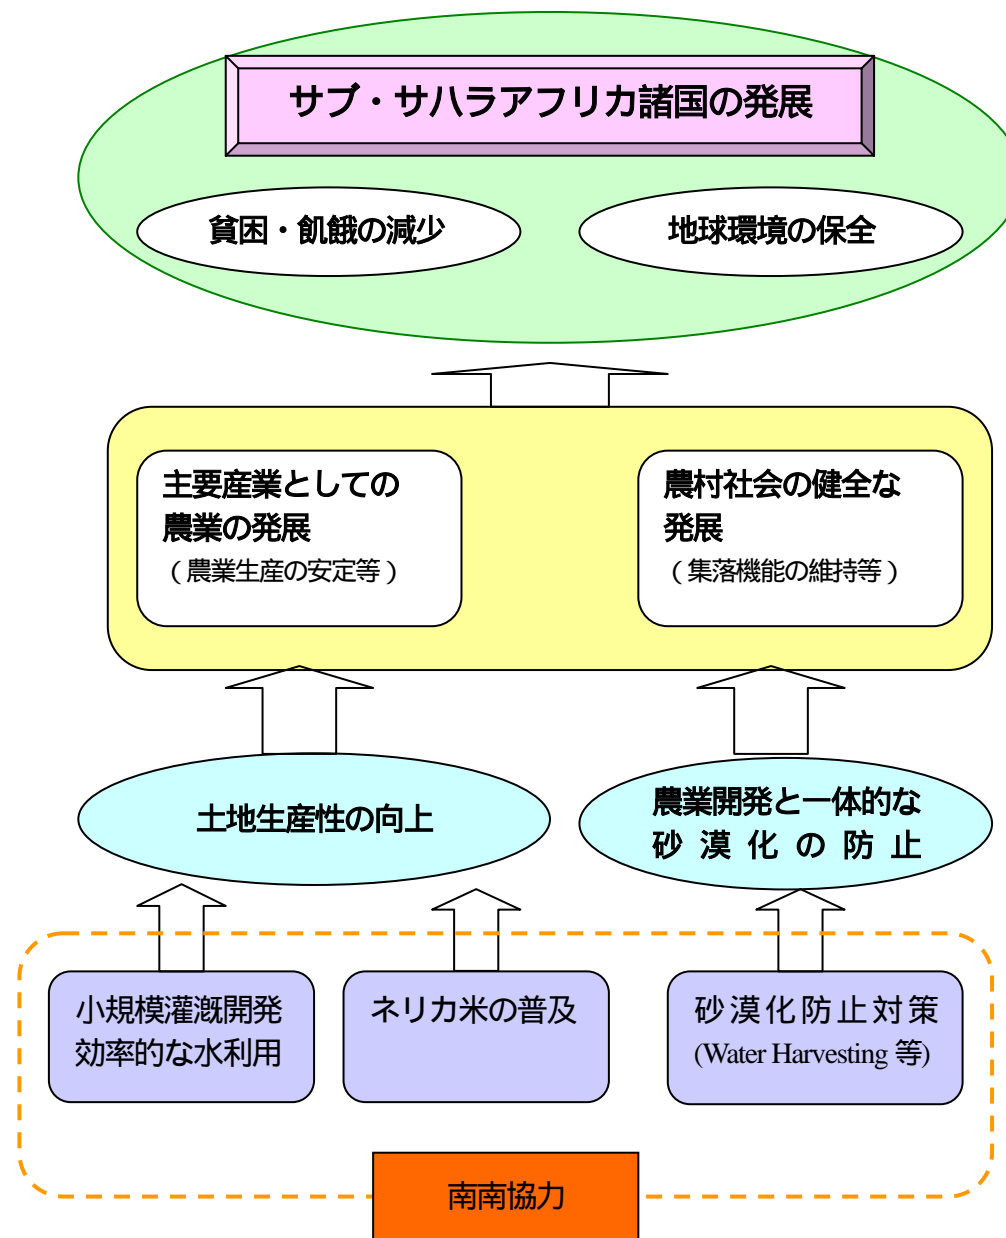 サブ・サハラアフリカ諸国の発展
貧困・飢餓の減少
地球環境の保全
主要産業としての
農業の発展
（農業生産の安定等）
農村社会の健全な
発展
（集落機能の維持等）
土地生産性の向上
農業開発と一体的な
砂漠化の防止
小規模灌漑開発
効率的な水利用
ネリカ米の普及
砂漠化防止対策
(Water Harvesting 等)
南南協力